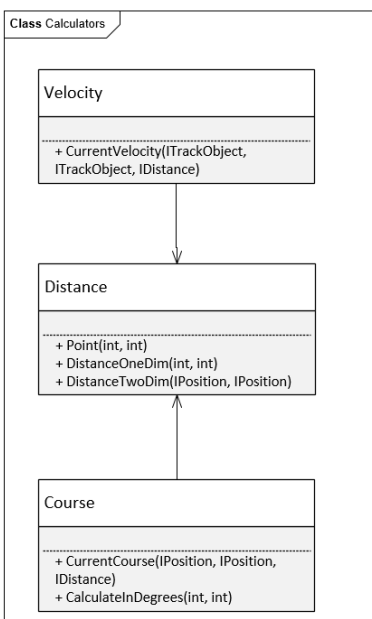 Class Calculators
Velocity
+ CurrentVelocity(ITrackObject,
ITrackObject, IDistance)
Distance
+ Point(int, int)
+ DistanceOneDim(int, int)
+ DistanceTwoDim(IPosition, IPosition)
Course
+ CurrentCourse(IPosition, IPosition,
IDistance)
+ CalculateInDegrees(int, int)